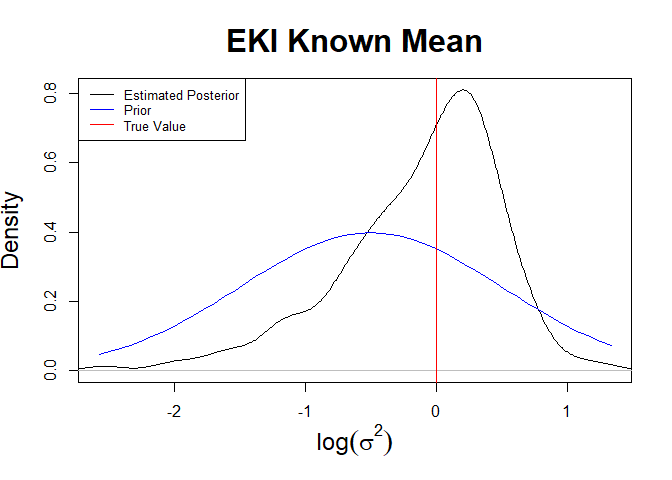 EKI Known Mean
Estimated Posterior
Prior
True Value
Density
0.0
0.2
0.4
0.6
0.8
-2
-1
0
1
log(σ²)